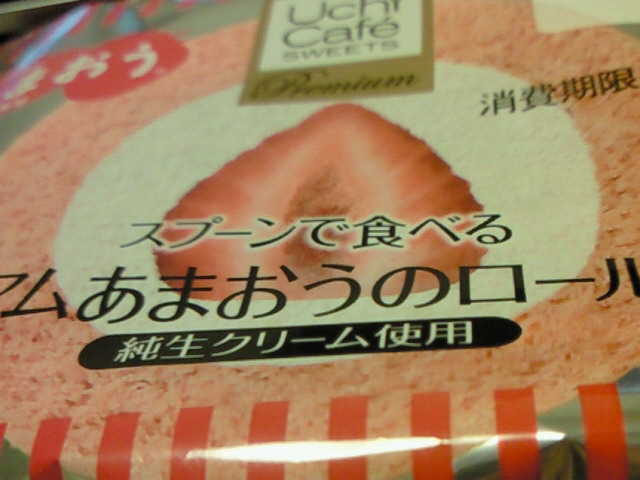 Uchi
Café
SWEETS
Premium
まおう
消費期限
スプーンで食べる
アムあまおうのロール
純生クリーム使用